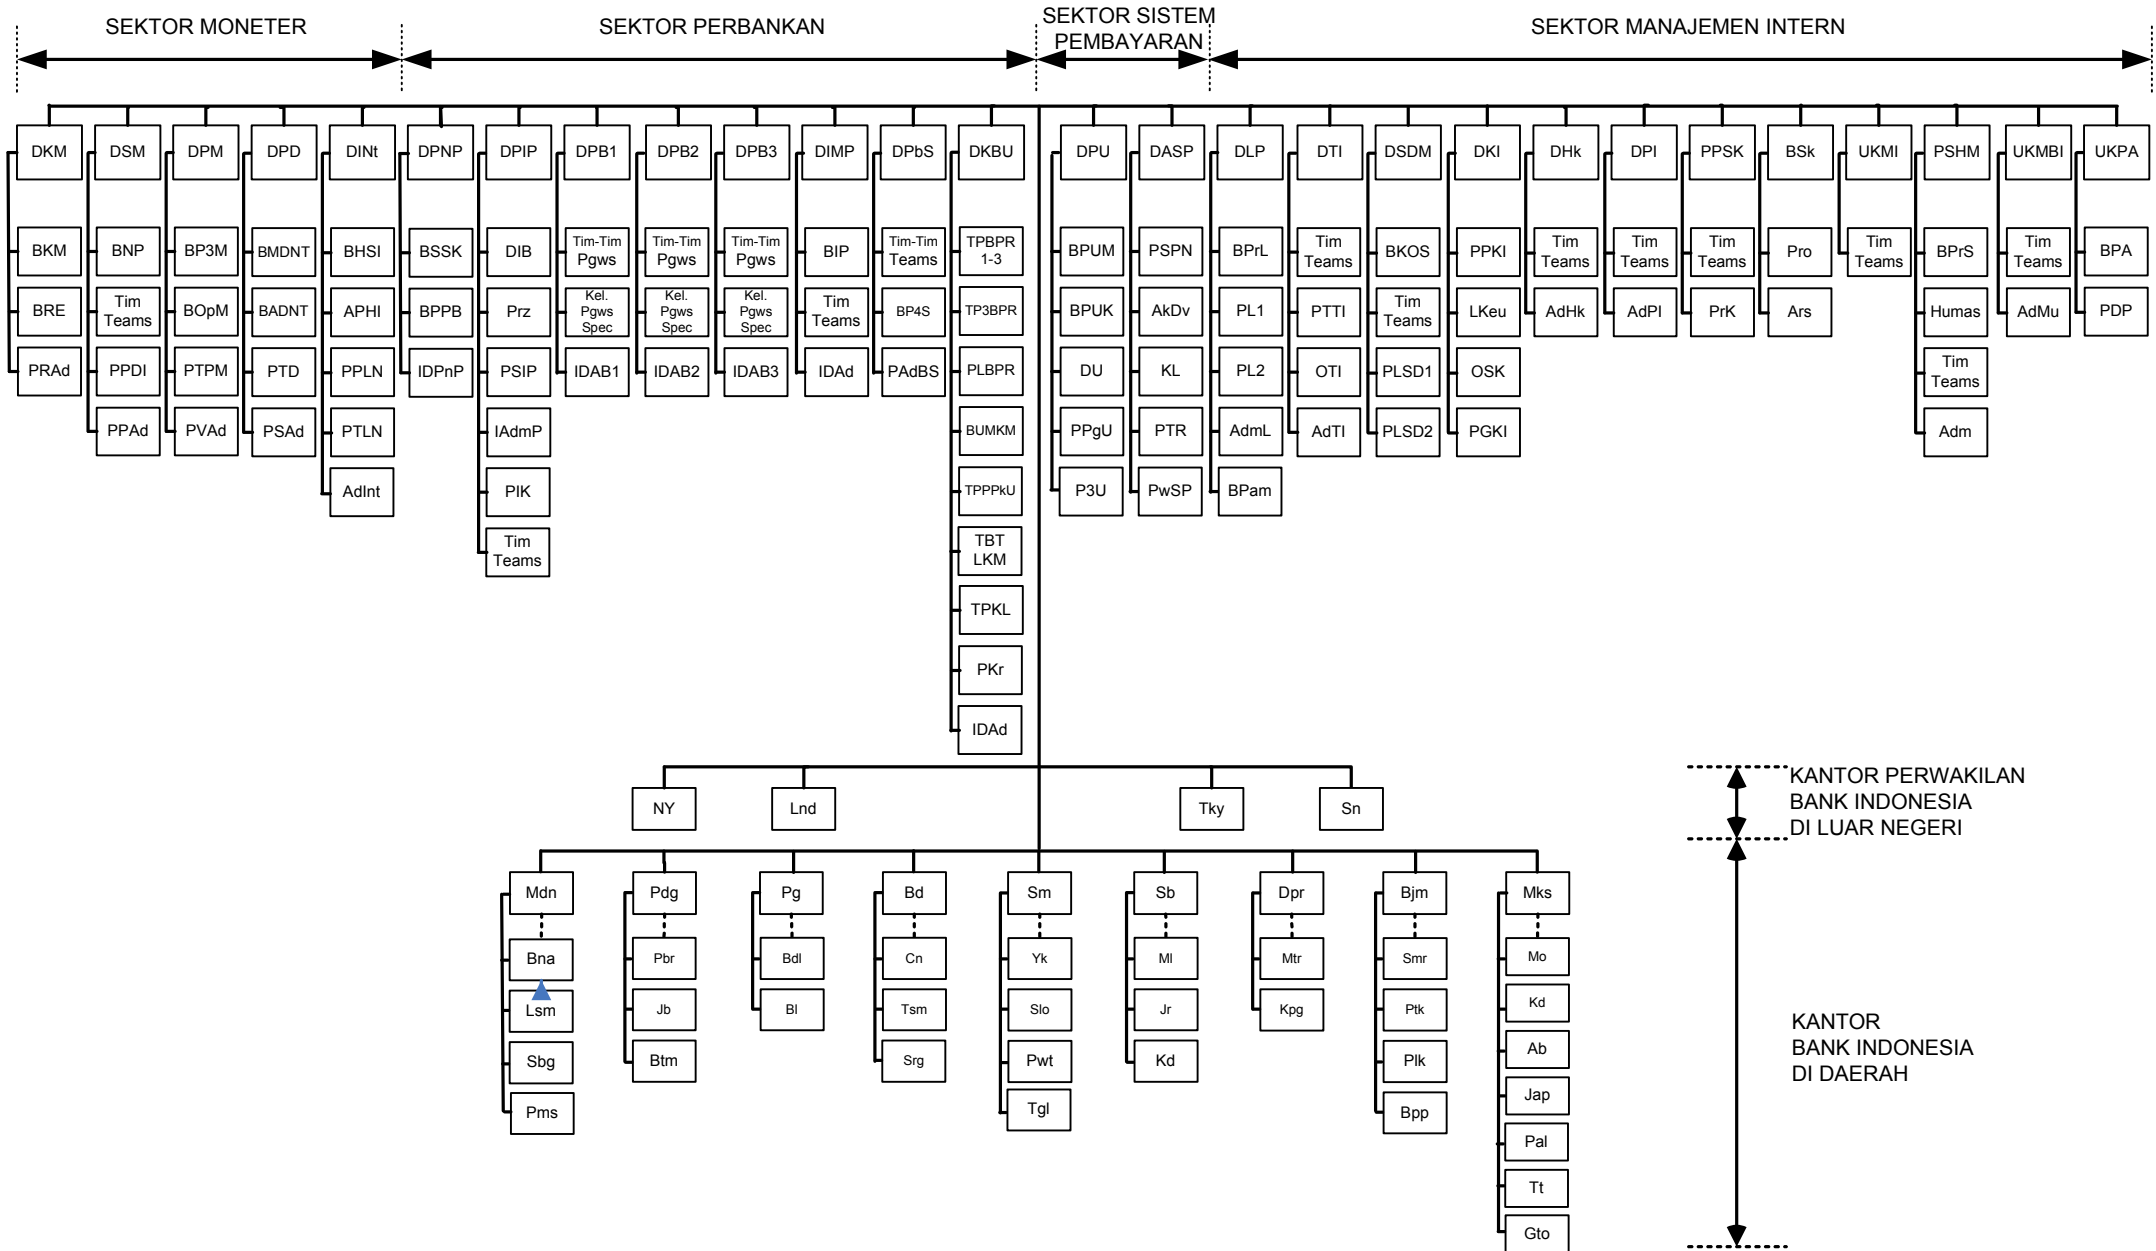 SEKTOR MONETER
SEKTOR PERBANKAN
SEKTOR SISTEM
PEMBAYARAN
SEKTOR MANAJEMEN INTERN
DKM
DSM
DPM
DPD
DINt
DPNP
DPIP
DPB1
DPB2
DPB3
DIMP
DPbS
DKBU
DPU
DASP
DLP
DTI
DSDM
DKI
DHk
DPI
PPSK
BSk
UKMI
PSHM
UKMBI
UKPA
BKM
BRE
PRAd
BNP
Tim
Teams
PPDI
PPAd
BP3M
BOpM
PTPM
PVAd
BMDNT
BADNT
PTD
PSAd
BHSI
APHI
PPLN
PTLN
AdInt
BSSK
BPPB
IDPnP
DIB
Prz
PSIP
IAdmP
PIK
Tim
Teams
Tim-Tim
Pgws
Kel.
Pgws
Spec
IDAB1
Tim-Tim
Pgws
Kel.
Pgws
Spec
IDAB2
Tim-Tim
Pgws
Kel.
Pgws
Spec
IDAB3
BIP
Tim
Teams
IDAd
Tim-Tim
Teams
BP4S
PAdBS
TPBPR
1-3
TP3BPR
PLBPR
BUMKM
TPPPkU
TBT
LKM
TPKL
PKr
IDAd
BPUM
BPUK
DU
PPgU
P3U
PSPN
AkDv
KL
PTR
PwSP
BPrL
PL1
PL2
AdmL
BPam
Tim
Teams
PTTI
OTI
AdTI
BKOS
Tim
Teams
PLSD1
PLSD2
PPKI
LKeu
OSK
PGKI
Tim
Teams
AdHk
Tim
Teams
AdPI
Tim
Teams
PrK
Pro
Ars
Tim
Teams
BPrS
Humas
Tim
Teams
Adm
Tim
Teams
AdMu
BPA
PDP
NY
Lnd
Tky
Sn
KANTOR PERWAKILAN
BANK INDONESIA
DI LUAR NEGERI
Mdn
Bna
Lsm
Sbg
Pms
Pdg
Pbr
Jb
Btm
Pg
Bdl
Bl
Bd
Cn
Tsm
Srg
Sm
Yk
Slo
Pwt
Tgl
Sb
Ml
Jr
Kd
Dpr
Mtr
Kpg
Bjm
Smr
Ptk
Plk
Bpp
Mks
Mo
Kd
Ab
Jap
Pal
Tt
Gto
KANTOR
BANK INDONESIA
DI DAERAH